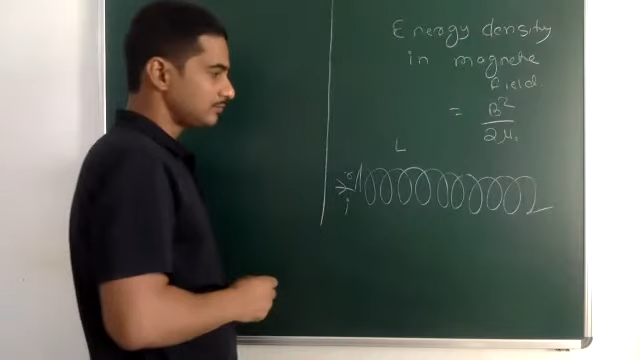 Energy density
in magnetic
field
= B²/2μ₀
L
i